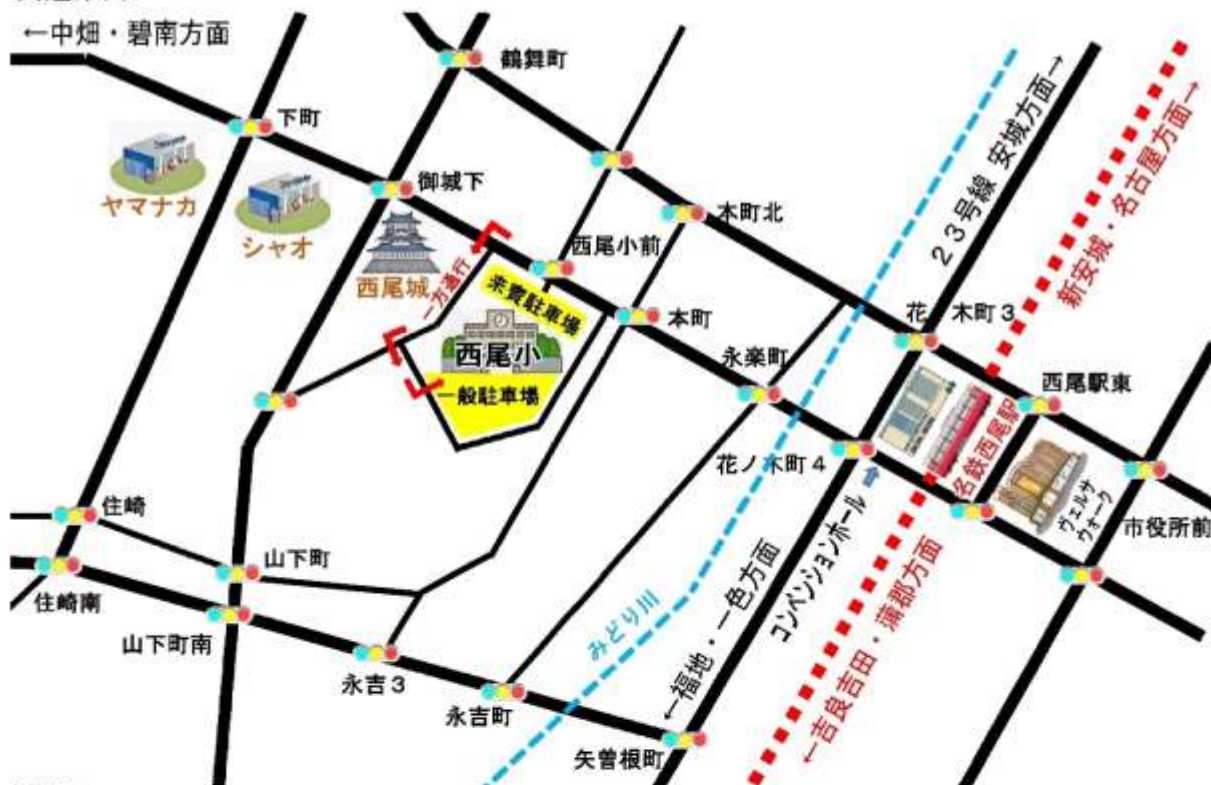 ←中畑・碧南方面
鶴舞町
下町
ヤマナカ
シャオ
御城下
西尾城
一方通行
西尾小前
来賓駐車場
西尾小
一般駐車場
本町北
本町
永楽町
23号線 安城方面→
新安城・名古屋方面→
花ノ木町3
西尾駅東
名鉄西尾駅
ヴェルサ
ウォーク
市役所前
花ノ木町4
コンベンションホール
←福地・一色方面
←吉良吉田・蒲郡方面
みどり川
住崎
住崎南
山下町
山下町南
永吉3
永吉町
矢曽根町